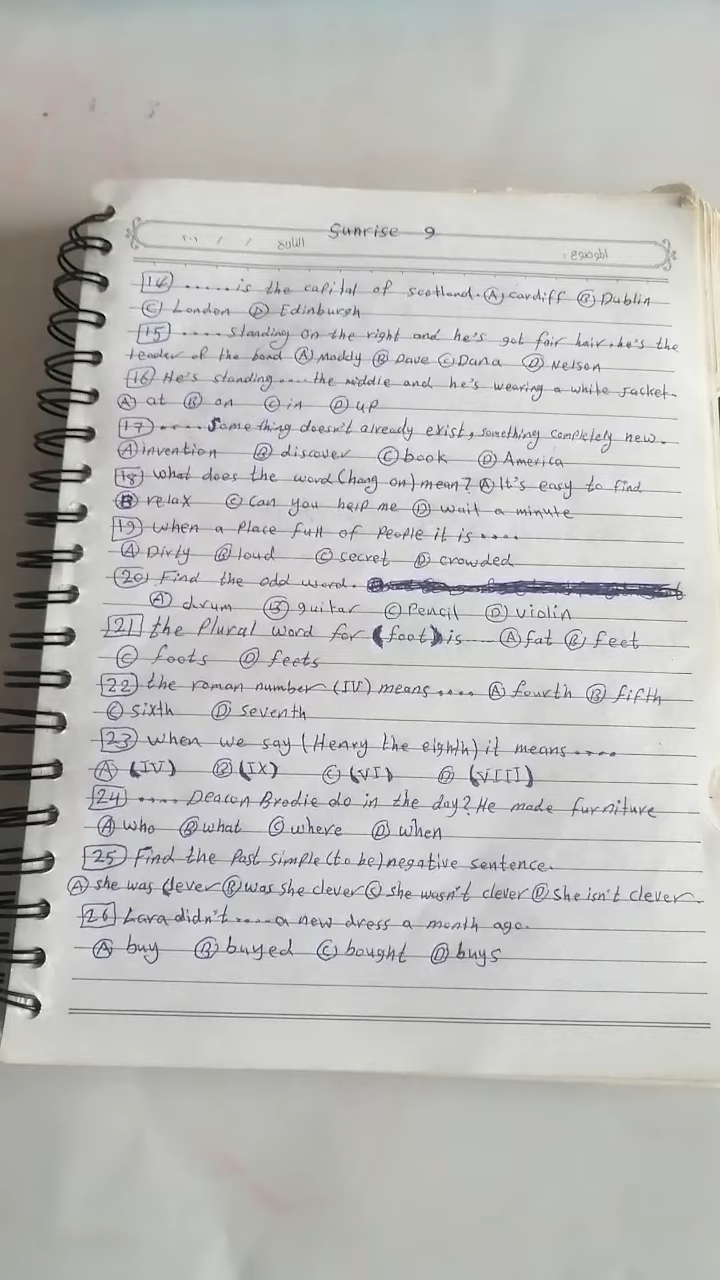 Sunrise 9
الموضوع :
التاريخ / / ٢٠١
14 ...... is the capital of scotland. A cardiff B Dublin
C London D Edinburgh
15 .... standing on the right and he's got fair hair. he's the
leader of the band A Maddy B Dave C Dana D Nelson
16 He's standing .... the middle and he's wearing a white jacket.
A at B on C in D up
17 .... Something doesn't already exist, something completely new.
A invention B discover C book D America
18 what does the word (hang on) mean? A It's easy to find
B relax C can you help me D wait a minute
19 when a place full of people it is ....
A Dirty B loud C secret D crowded
20 Find the odd word.
A drum B guitar C Pencil D violin
21 the Plural word for (foot) is ... A fat B feet
C foots D feets
22 the roman number (IV) means .... A fourth B fifth
C sixth D seventh
23 when we say (Henry the eighth) it means ....
A (IV) B (IX) C (VI) D (VIII)
24 .... Deacon Brodie do in the day? He made furniture
A who B what C where D when
25 Find the Past simple (to be) negative sentence.
A she was clever B was she clever C she wasn't clever D she isn't clever.
26 Lara didn't .... a new dress a month ago.
A buy B buyed C bought D buys